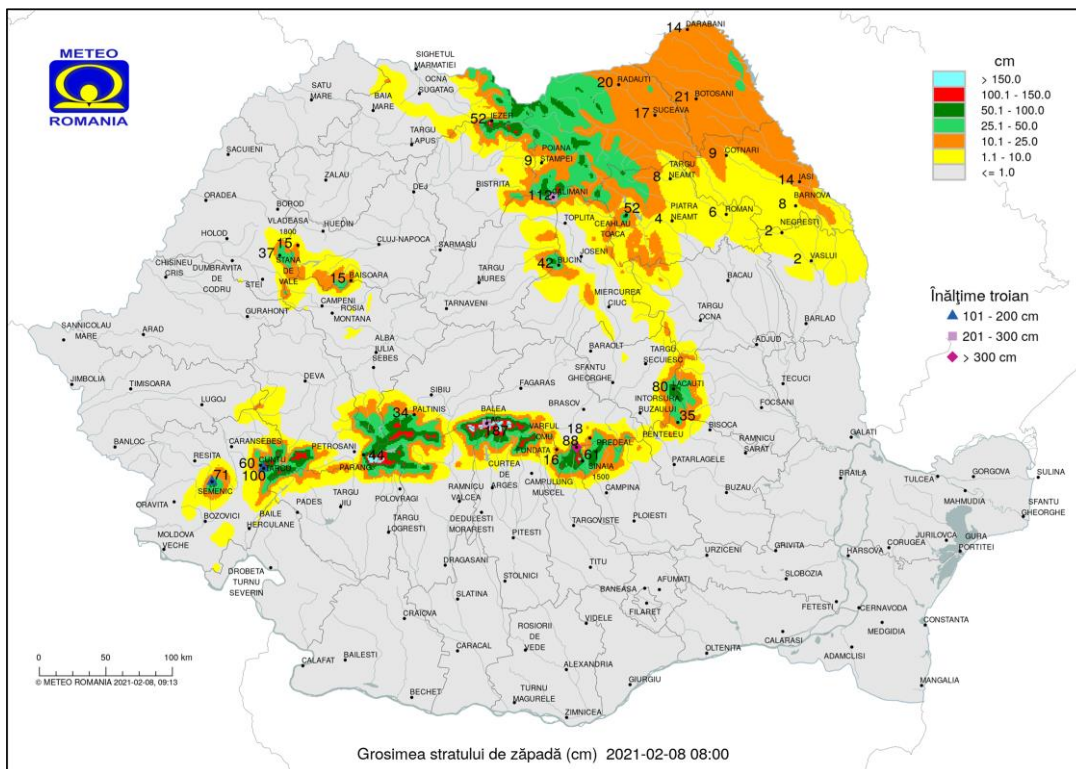 METEO
ROMANIA
cm
> 150.0
100.1 - 150.0
50.1 - 100.0
25.1 - 50.0
10.1 - 25.0
1.1 - 10.0
<= 1.0
Înălţime troian
101 - 200 cm
201 - 300 cm
> 300 cm
14 DARABANI
SIGHETUL
MARMATIEI
OCNA
SUGATAG
20 RADAUTI
SATU
MARE
BAIA
MARE
21 BOTOSANI
17 SUCEAVA
52 IEZER
TARGU
LAPUS
SACUIENI
POIANA
9 STAMPEI
9 COTNARI
TARGU
8 NEAMT
ZALAU
DEJ
BISTRITA
14 IASI
BARNOVA
8
112 CALIMANI
ORADEA
BOROD
52
CEAHLAU
TOACA
PIATRA
4 NEAMT
6 ROMAN
NEGRESTI
2
VLADEASA
1800
15
HUEDIN
TOPLITA
HOLOD
CLUJ-NAPOCA
SARMASU
37
STANA
DE
VALE
JOSENI
42 BUCIN
2 VASLUI
CHISINEU
CRIS
DUMBRAVITA
DE
CODRU
STEI
15 BAISOARA
TARGU
MURES
BACAU
MIERCUREA
CIUC
CAMPENI
ROSIA
MONTANA
TARNAVENI
GURAHONT
TARGU
OCNA
BARLAD
SANNICOLAU
MARE
ARAD
ALBA
IULIA
SEBES
BARAOLT
TARGU
SECUIESC
ADJUD
JIMBOLIA
TIMISOARA
DEVA
SIBIU
FAGARAS
SFANTU
GHEORGHE
80 LACAUTI
TECUCI
LUGOJ
34 PALTINIS
BALEA
LAC
187
BRASOV
INTORSURA
BUZAULUI
35
PENTELEU
FOCSANI
BANLOC
CARANSEBES
PETROSANI
VARFUL
OMU
18
88
PREDEAL
BISOCA
GALATI
FUNDATA
16
61
SINAIA
1500
RAMNICU
SARAT
RESITA
60
CUNTU
TARCU
100
PARANG
44
71
SEMENIC
CURTEA
DE
ARGES
CAMPULUNG
MUSCEL
CAMPINA
PATARLAGELE
BRAILA
TULCEA
GORGOVA
SULINA
MAHMUDIA
SFANTU
GHEORGHE
ORAVITA
BOZOVICI
BAILE
HERCULANE
PADES
TARGU
JIU
POLOVRAGI
RAMNICU
VALCEA
BUZAU
TARGU
LOGRESTI
DEDULESTI
MORARESTI
PITESTI
TARGOVISTE
PLOIESTI
MOLDOVA
VECHE
JURILOVCA
GURA
PORTITEI
CORUGEA
URZICENI
GRIVITA
HARSOVA
DROBETA
TURNU
SEVERIN
DRAGASANI
STOLNICI
TITU
BANEASA
AFUMATI
FILARET
SLOBOZIA
SLATINA
CRAIOVA
VIDELE
FETESTI
CERNAVODA
MEDGIDIA
CONSTANTA
ROSIORII
DE
VEDE
CALAFAT
BAILESTI
CARACAL
ALEXANDRIA
OLTENITA
CALARASI
ADAMCLISI
GIURGIU
MANGALIA
BECHET
TURNU
MAGURELE
ZIMNICEA
0 50 100 km
© METEO ROMANIA 2021-02-08, 09:13
Grosimea stratului de zăpadă (cm) 2021-02-08 08:00